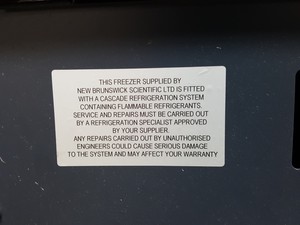 THIS FREEZER SUPPLIED BY
NEW BRUNSWICK SCIENTIFIC LTD IS FITTED
WITH A CASCADE REFRIGERATION SYSTEM
CONTAINING FLAMMABLE REFRIGERANTS.
SERVICE AND REPAIRS MUST BE CARRIED OUT
BY A REFRIGERATION SPECIALIST APPROVED
BY YOUR SUPPLIER.
ANY REPAIRS CARRIED OUT BY UNAUTHORISED
ENGINEERS COULD CAUSE SERIOUS DAMAGE
TO THE SYSTEM AND MAY AFFECT YOUR WARRANTY